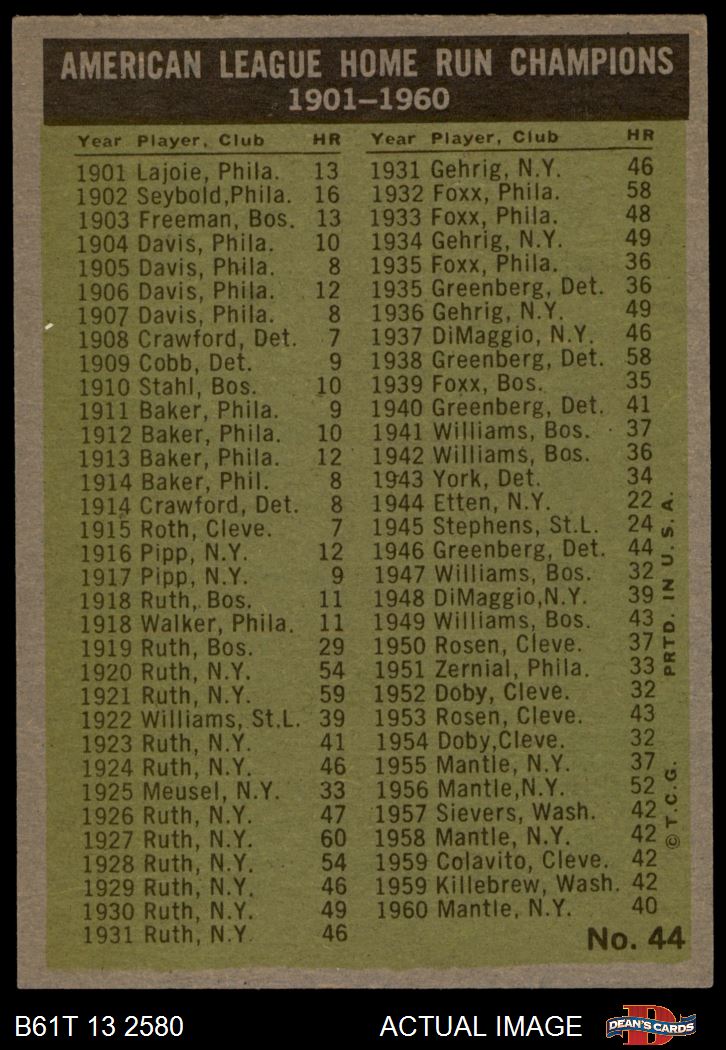 AMERICAN LEAGUE HOME RUN CHAMPIONS
1901–1960
Year Player, Club HR
1901 Lajoie, Phila. 13
1902 Seybold,Phila. 16
1903 Freeman, Bos. 13
1904 Davis, Phila. 10
1905 Davis, Phila. 8
1906 Davis, Phila. 12
1907 Davis, Phila. 8
1908 Crawford, Det. 7
1909 Cobb, Det. 9
1910 Stahl, Bos. 10
1911 Baker, Phila. 9
1912 Baker, Phila. 10
1913 Baker, Phila. 12
1914 Baker, Phil. 8
1914 Crawford, Det. 8
1915 Roth, Cleve. 7
1916 Pipp, N.Y. 12
1917 Pipp, N.Y. 9
1918 Ruth, Bos. 11
1918 Walker, Phila. 11
1919 Ruth, Bos. 29
1920 Ruth, N.Y. 54
1921 Ruth, N.Y. 59
1922 Williams, St.L. 39
1923 Ruth, N.Y. 41
1924 Ruth, N.Y. 46
1925 Meusel, N.Y. 33
1926 Ruth, N.Y. 47
1927 Ruth, N.Y. 60
1928 Ruth, N.Y. 54
1929 Ruth, N.Y. 46
1930 Ruth, N.Y. 49
1931 Ruth, N.Y. 46
Year Player, Club HR
1931 Gehrig, N.Y. 46
1932 Foxx, Phila. 58
1933 Foxx, Phila. 48
1934 Gehrig, N.Y. 49
1935 Foxx, Phila. 36
1935 Greenberg, Det. 36
1936 Gehrig, N.Y. 49
1937 DiMaggio, N.Y. 46
1938 Greenberg, Det. 58
1939 Foxx, Bos. 35
1940 Greenberg, Det. 41
1941 Williams, Bos. 37
1942 Williams, Bos. 36
1943 York, Det. 34
1944 Etten, N.Y. 22
1945 Stephens, St.L. 24
1946 Greenberg, Det. 44
1947 Williams, Bos. 32
1948 DiMaggio,N.Y. 39
1949 Williams, Bos. 43
1950 Rosen, Cleve. 37
1951 Zernial, Phila. 33
1952 Doby, Cleve. 32
1953 Rosen, Cleve. 43
1954 Doby,Cleve. 32
1955 Mantle, N.Y. 37
1956 Mantle,N.Y. 52
1957 Sievers, Wash. 42
1958 Mantle, N.Y. 42
1959 Colavito, Cleve. 42
1959 Killebrew, Wash. 42
1960 Mantle, N.Y. 40
No. 44
© T.C.G. PRTD. IN U.S.A.
B61T 13 2580
ACTUAL IMAGE
DEAN'S CARDS